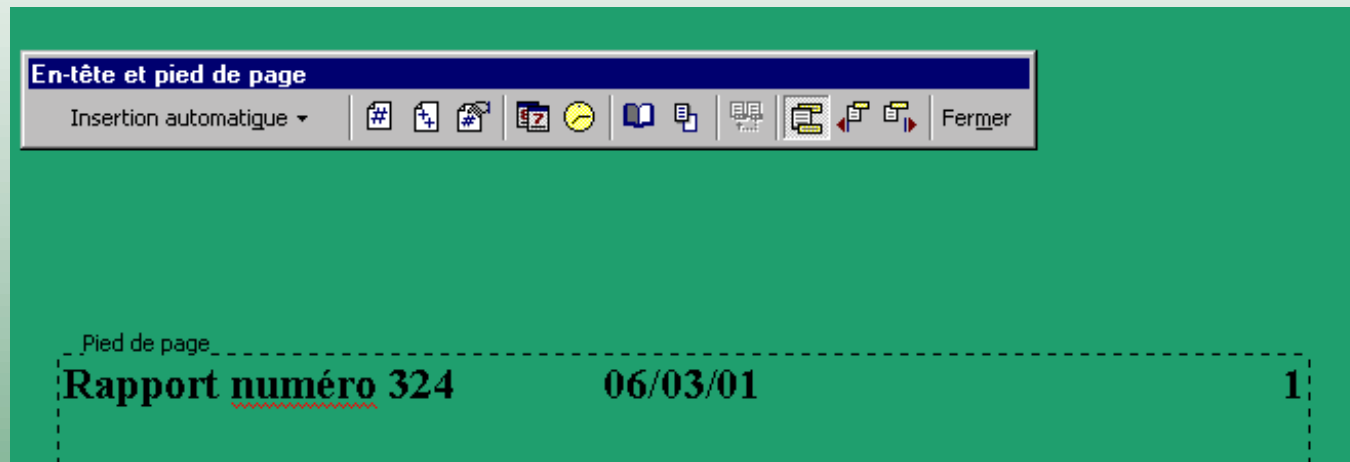 En-tête et pied de page
Insertion automatique Fermer
Pied de page
Rapport numéro 324 06/03/01 1